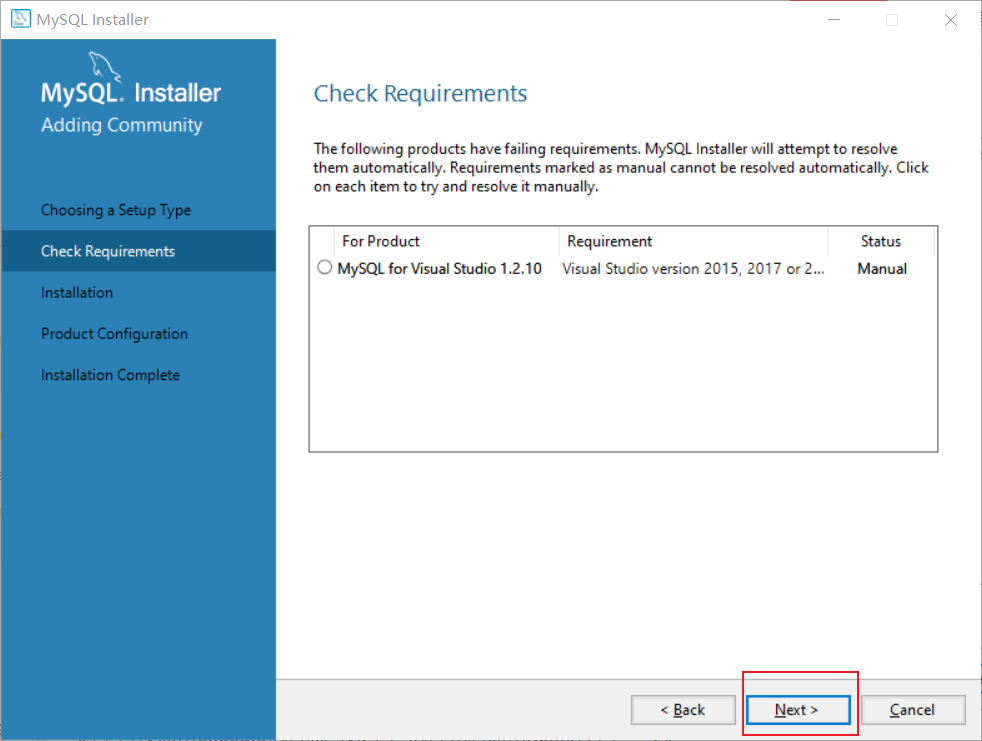 MySQL Installer
MySQL. Installer
Adding Community
Choosing a Setup Type
Check Requirements
Installation
Product Configuration
Installation Complete
Check Requirements
The following products have failing requirements. MySQL Installer will attempt to resolve
them automatically. Requirements marked as manual cannot be resolved automatically. Click
on each item to try and resolve it manually.
For Product Requirement Status
MySQL for Visual Studio 1.2.10 Visual Studio version 2015, 2017 or 2... Manual
< Back Next > Cancel